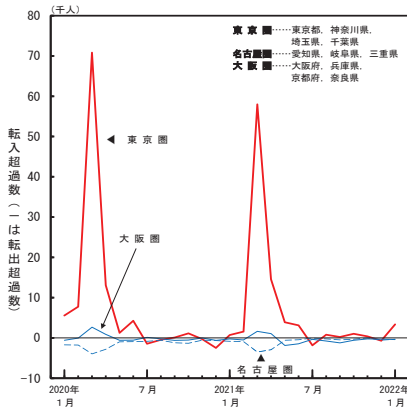 (千人)
80
70
60
50
40
30
20
10
0
-10
転入超過数(-は転出超過数)
東京圏……東京都, 神奈川県,
埼玉県, 千葉県
名古屋圏……愛知県, 岐阜県, 三重県
大阪圏……大阪府, 兵庫県,
京都府, 奈良県
◀ 東京圏
大阪圏
名古屋圏
2020年 7月 2021年 7月 2022年
1月 1月 1月